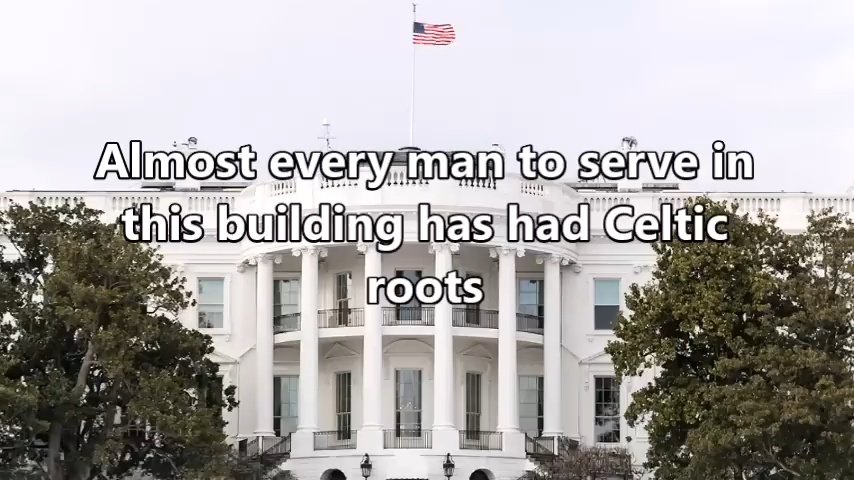 Almost every man to serve in
this building has had Celtic
roots